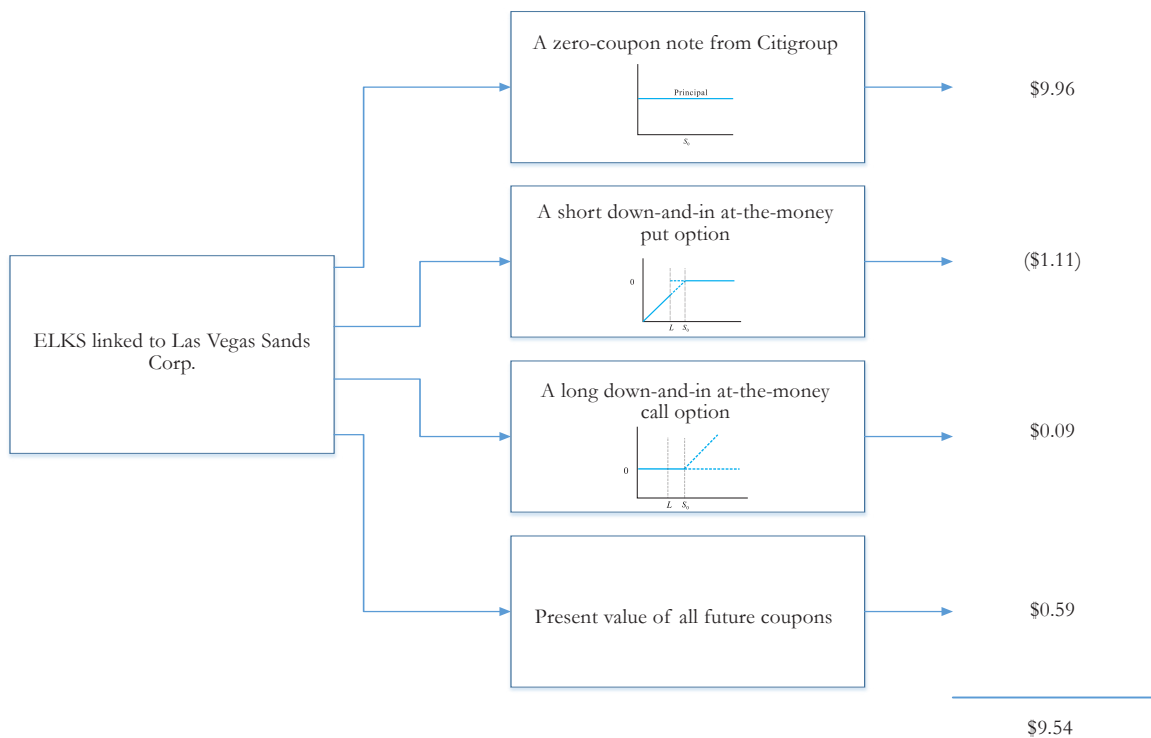 A zero-coupon note from Citigroup
Principal
S₀
$9.96
A short down-and-in at-the-money
put option
0
L S₀
($1.11)
ELKS linked to Las Vegas Sands
Corp.
A long down-and-in at-the-money
call option
0
L S₀
$0.09
Present value of all future coupons
$0.59
$9.54